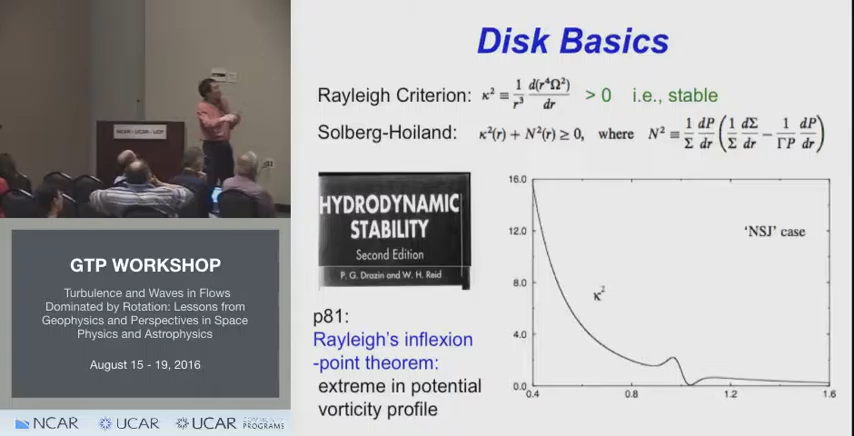 Disk Basics
Rayleigh Criterion: κ² ≡ 1/r³ d(r⁴Ω²)/dr > 0 i.e., stable
Solberg-Hoiland: κ²(r) + N²(r) ≥ 0, where N² ≡ 1/Σ dP/dr (1/Σ dΣ/dr − 1/ΓP dP/dr)
HYDRODYNAMIC
STABILITY
Second Edition
P. G. Drazin and W. H. Reid
p81:
Rayleigh's inflexion
-point theorem:
extreme in potential
vorticity profile
16.0
12.0
8.0
4.0
0.0
0.4 0.8 1.2 1.6
'NSJ' case
κ²
NCAR - UCAR - UCP
GTP WORKSHOP
Turbulence and Waves in Flows
Dominated by Rotation: Lessons from
Geophysics and Perspectives in Space
Physics and Astrophysics
August 15 - 19, 2016
NCAR UCAR UCAR COMMUNITY PROGRAMS